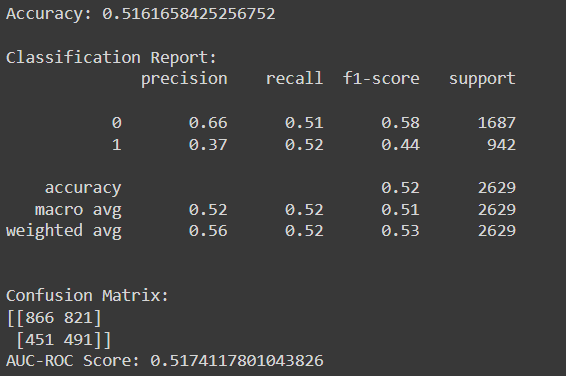 Accuracy: 0.5161658425256752
Classification Report:
precision recall f1-score support
0 0.66 0.51 0.58 1687
1 0.37 0.52 0.44 942
accuracy 0.52 2629
macro avg 0.52 0.52 0.51 2629
weighted avg 0.56 0.52 0.53 2629
Confusion Matrix:
[[866 821]
[451 491]]
AUC-ROC Score: 0.5174117801043826